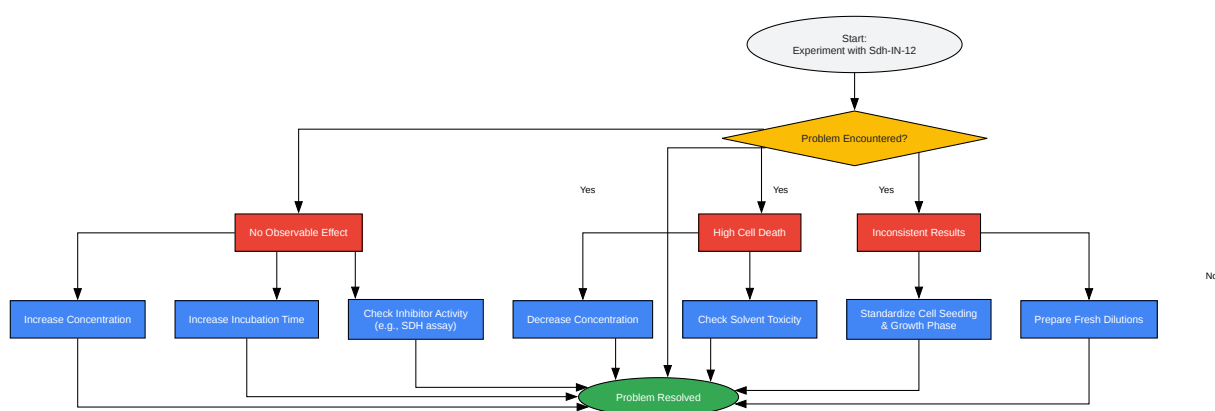 Start:
Experiment with Sdh-IN-12
Problem Encountered?
Yes
Yes
Yes
No Observable Effect
High Cell Death
Inconsistent Results
No
Increase Concentration
Increase Incubation Time
Check Inhibitor Activity
(e.g., SDH assay)
Decrease Concentration
Check Solvent Toxicity
Standardize Cell Seeding
& Growth Phase
Prepare Fresh Dilutions
Problem Resolved